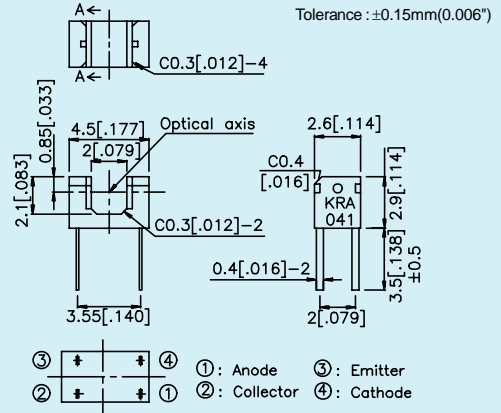 Tolerance : ±0.15mm(0.006")
A
A
C0.3[.012]−4
0.85[.033]
4.5[.177]
2[.079]
Optical axis
2.1[.083]
C0.3[.012]−2
3.55[.140]
2.6[.114]
C0.4
[.016]
KRA
041
2.9[.114]
0.4[.016]−2
3.5[.138]
±0.5
2[.079]
③ ④
② ①
①: Anode ③: Emitter
②: Collector ④: Cathode